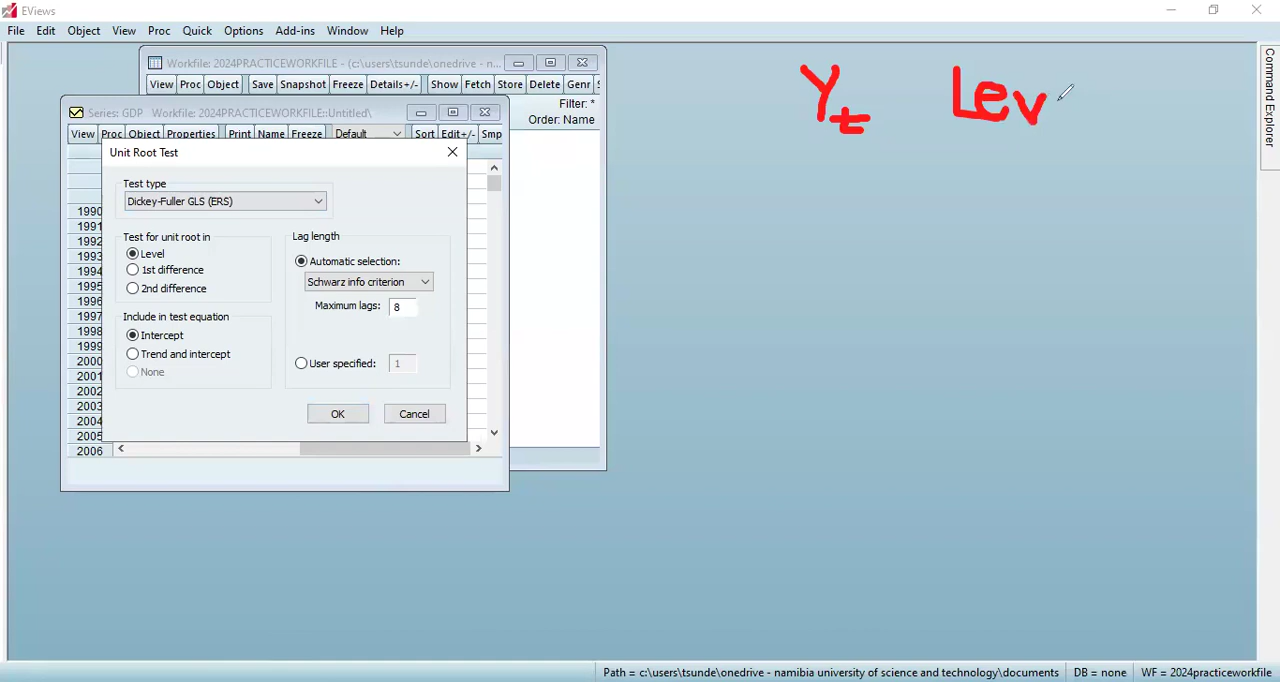 EViews
File Edit Object View Proc Quick Options Add-ins Window Help
Workfile: 2024PRACTICEWORKFILE - (c:\users\tsunde\onedrive - n...
View Proc Object Save Snapshot Freeze Details+/- Show Fetch Store Delete Genr S
Filter: *
Order: Name
Series: GDP Workfile: 2024PRACTICEWORKFILE::Untitled\
View Proc Object Properties Print Name Freeze Default Sort Edit+/- Smp
Unit Root Test
Test type
Dickey-Fuller GLS (ERS)
Test for unit root in
Level
1st difference
2nd difference
Include in test equation
Intercept
Trend and intercept
None
Lag length
Automatic selection:
Schwarz info criterion
Maximum lags: 8
User specified: 1
OK Cancel
1990
1991
1992
1993
1994
1995
1996
1997
1998
1999
2000
2001
2002
2003
2004
2005
2006
Yt Lev
Command Explorer
Path = c:\users\tsunde\onedrive - namibia university of science and technology\documents DB = none WF = 2024practiceworkfile